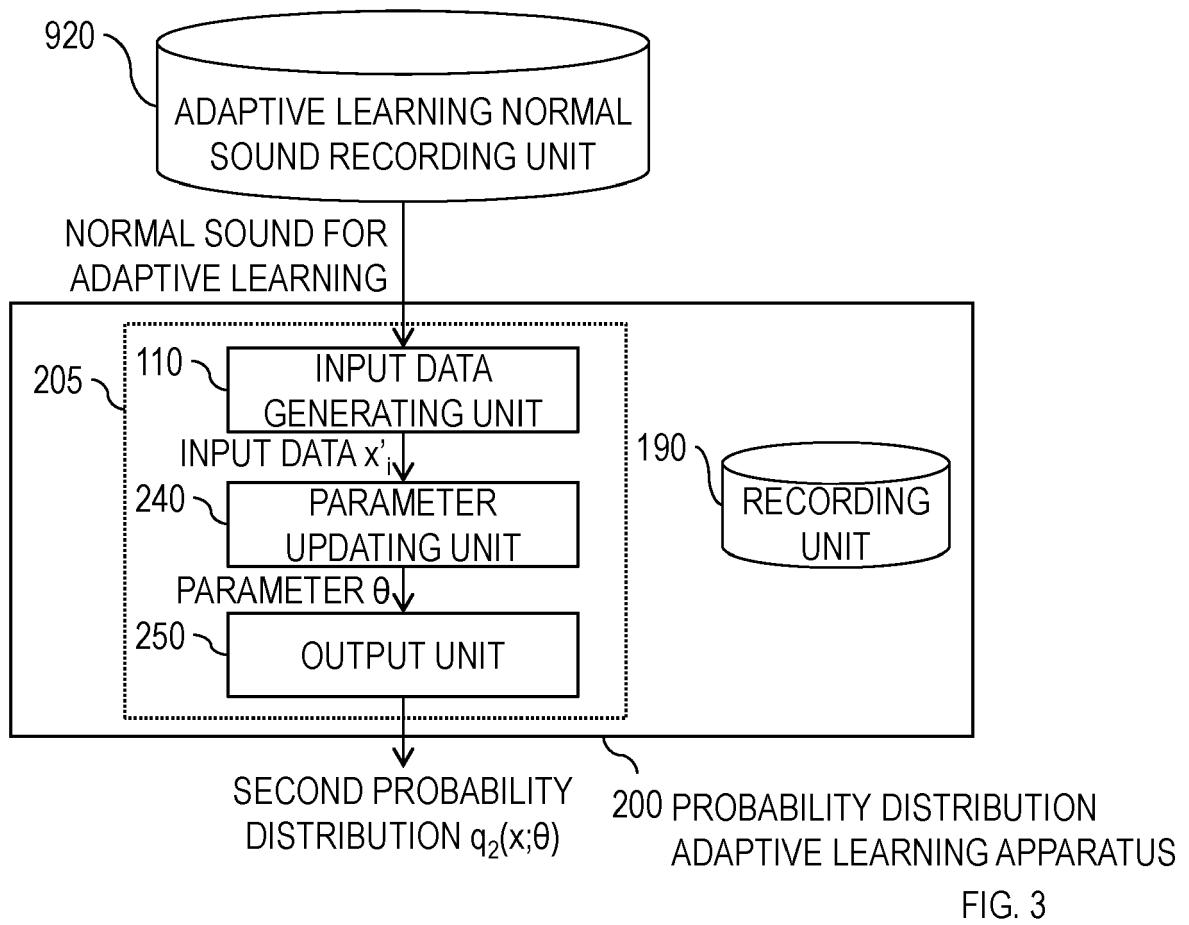 920
ADAPTIVE LEARNING NORMAL
SOUND RECORDING UNIT
NORMAL SOUND FOR
ADAPTIVE LEARNING
205
110
INPUT DATA
GENERATING UNIT
INPUT DATA x'ᵢ
240
PARAMETER
UPDATING UNIT
PARAMETER θ
250
OUTPUT UNIT
190
RECORDING
UNIT
SECOND PROBABILITY
DISTRIBUTION q₂(x;θ)
200 PROBABILITY DISTRIBUTION
ADAPTIVE LEARNING APPARATUS
FIG. 3